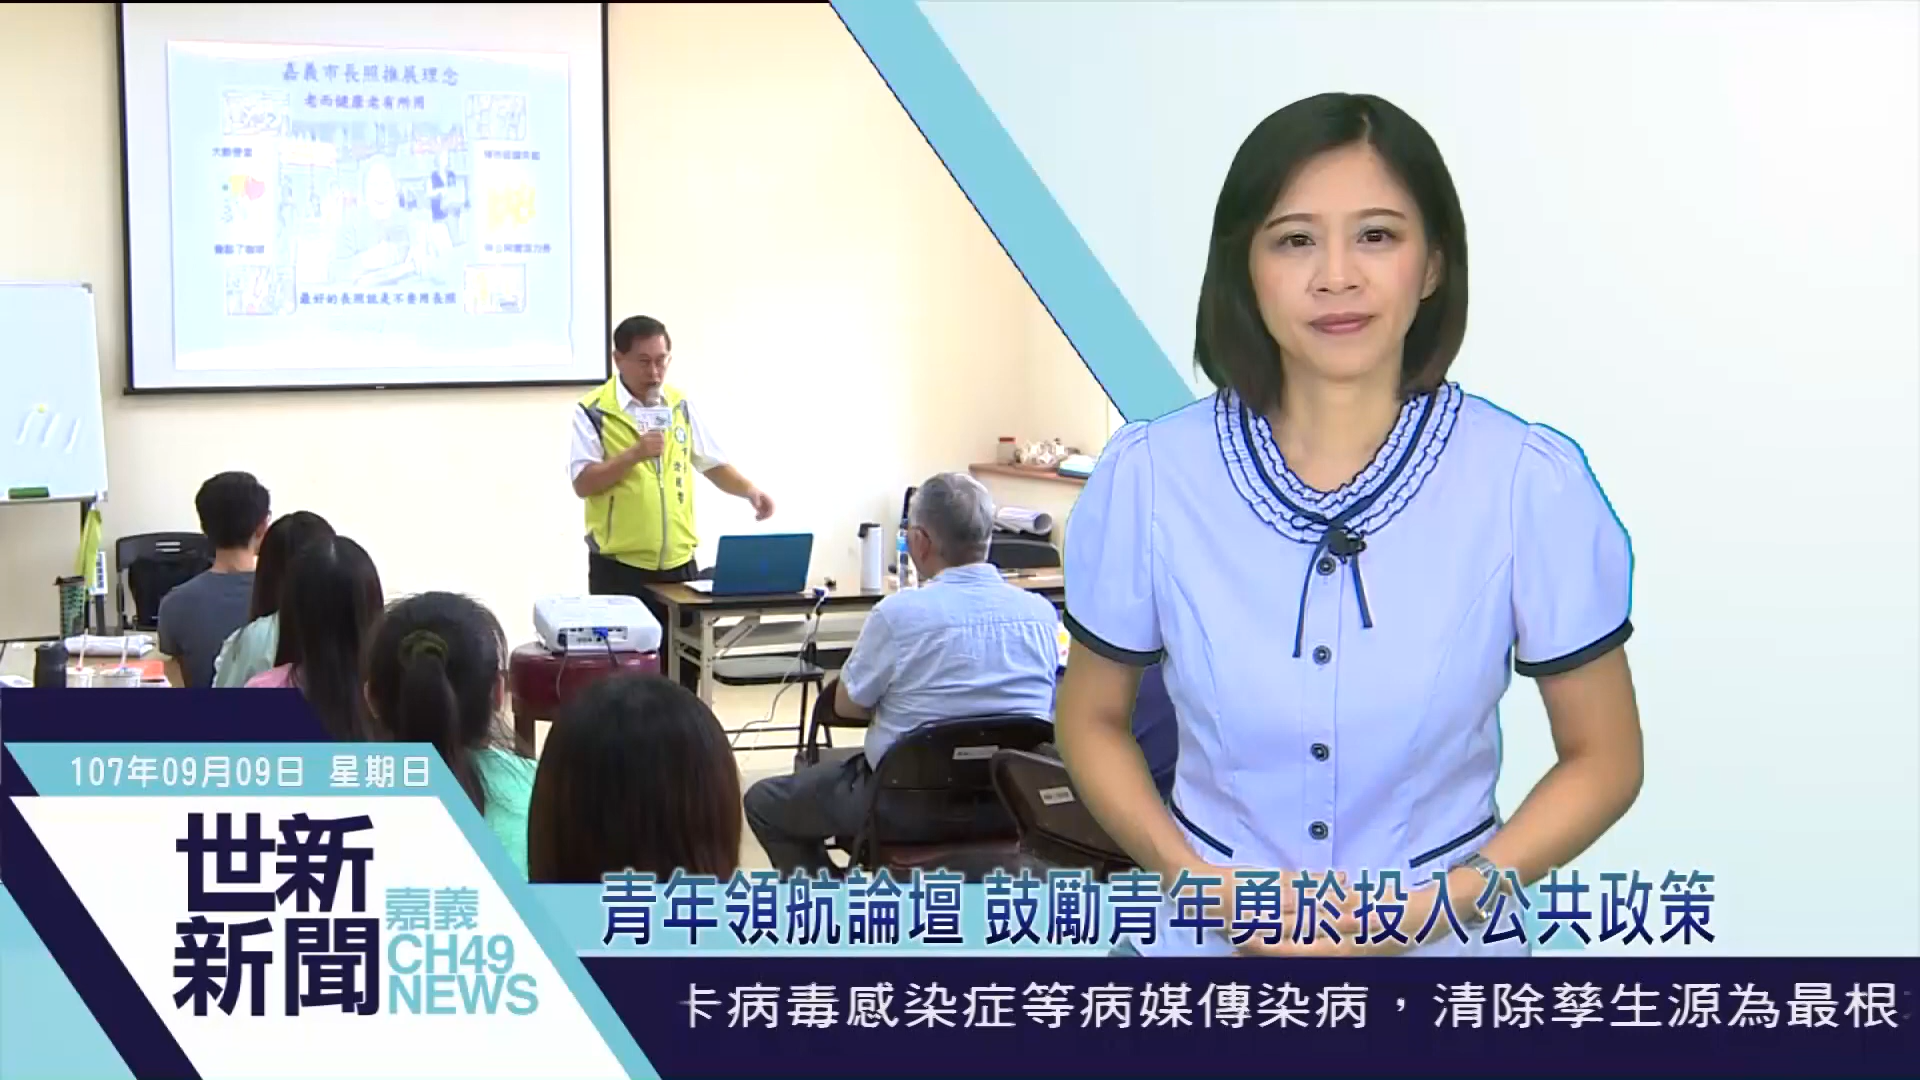 嘉義市長照推展理念
老而健康老有所用
最好的長照就是不要用長照
107年09月09日 星期日
世新
新聞
嘉義
CH49
NEWS
青年領航論壇 鼓勵青年勇於投入公共政策
卡病毒感染症等病媒傳染病，清除孳生源為最根